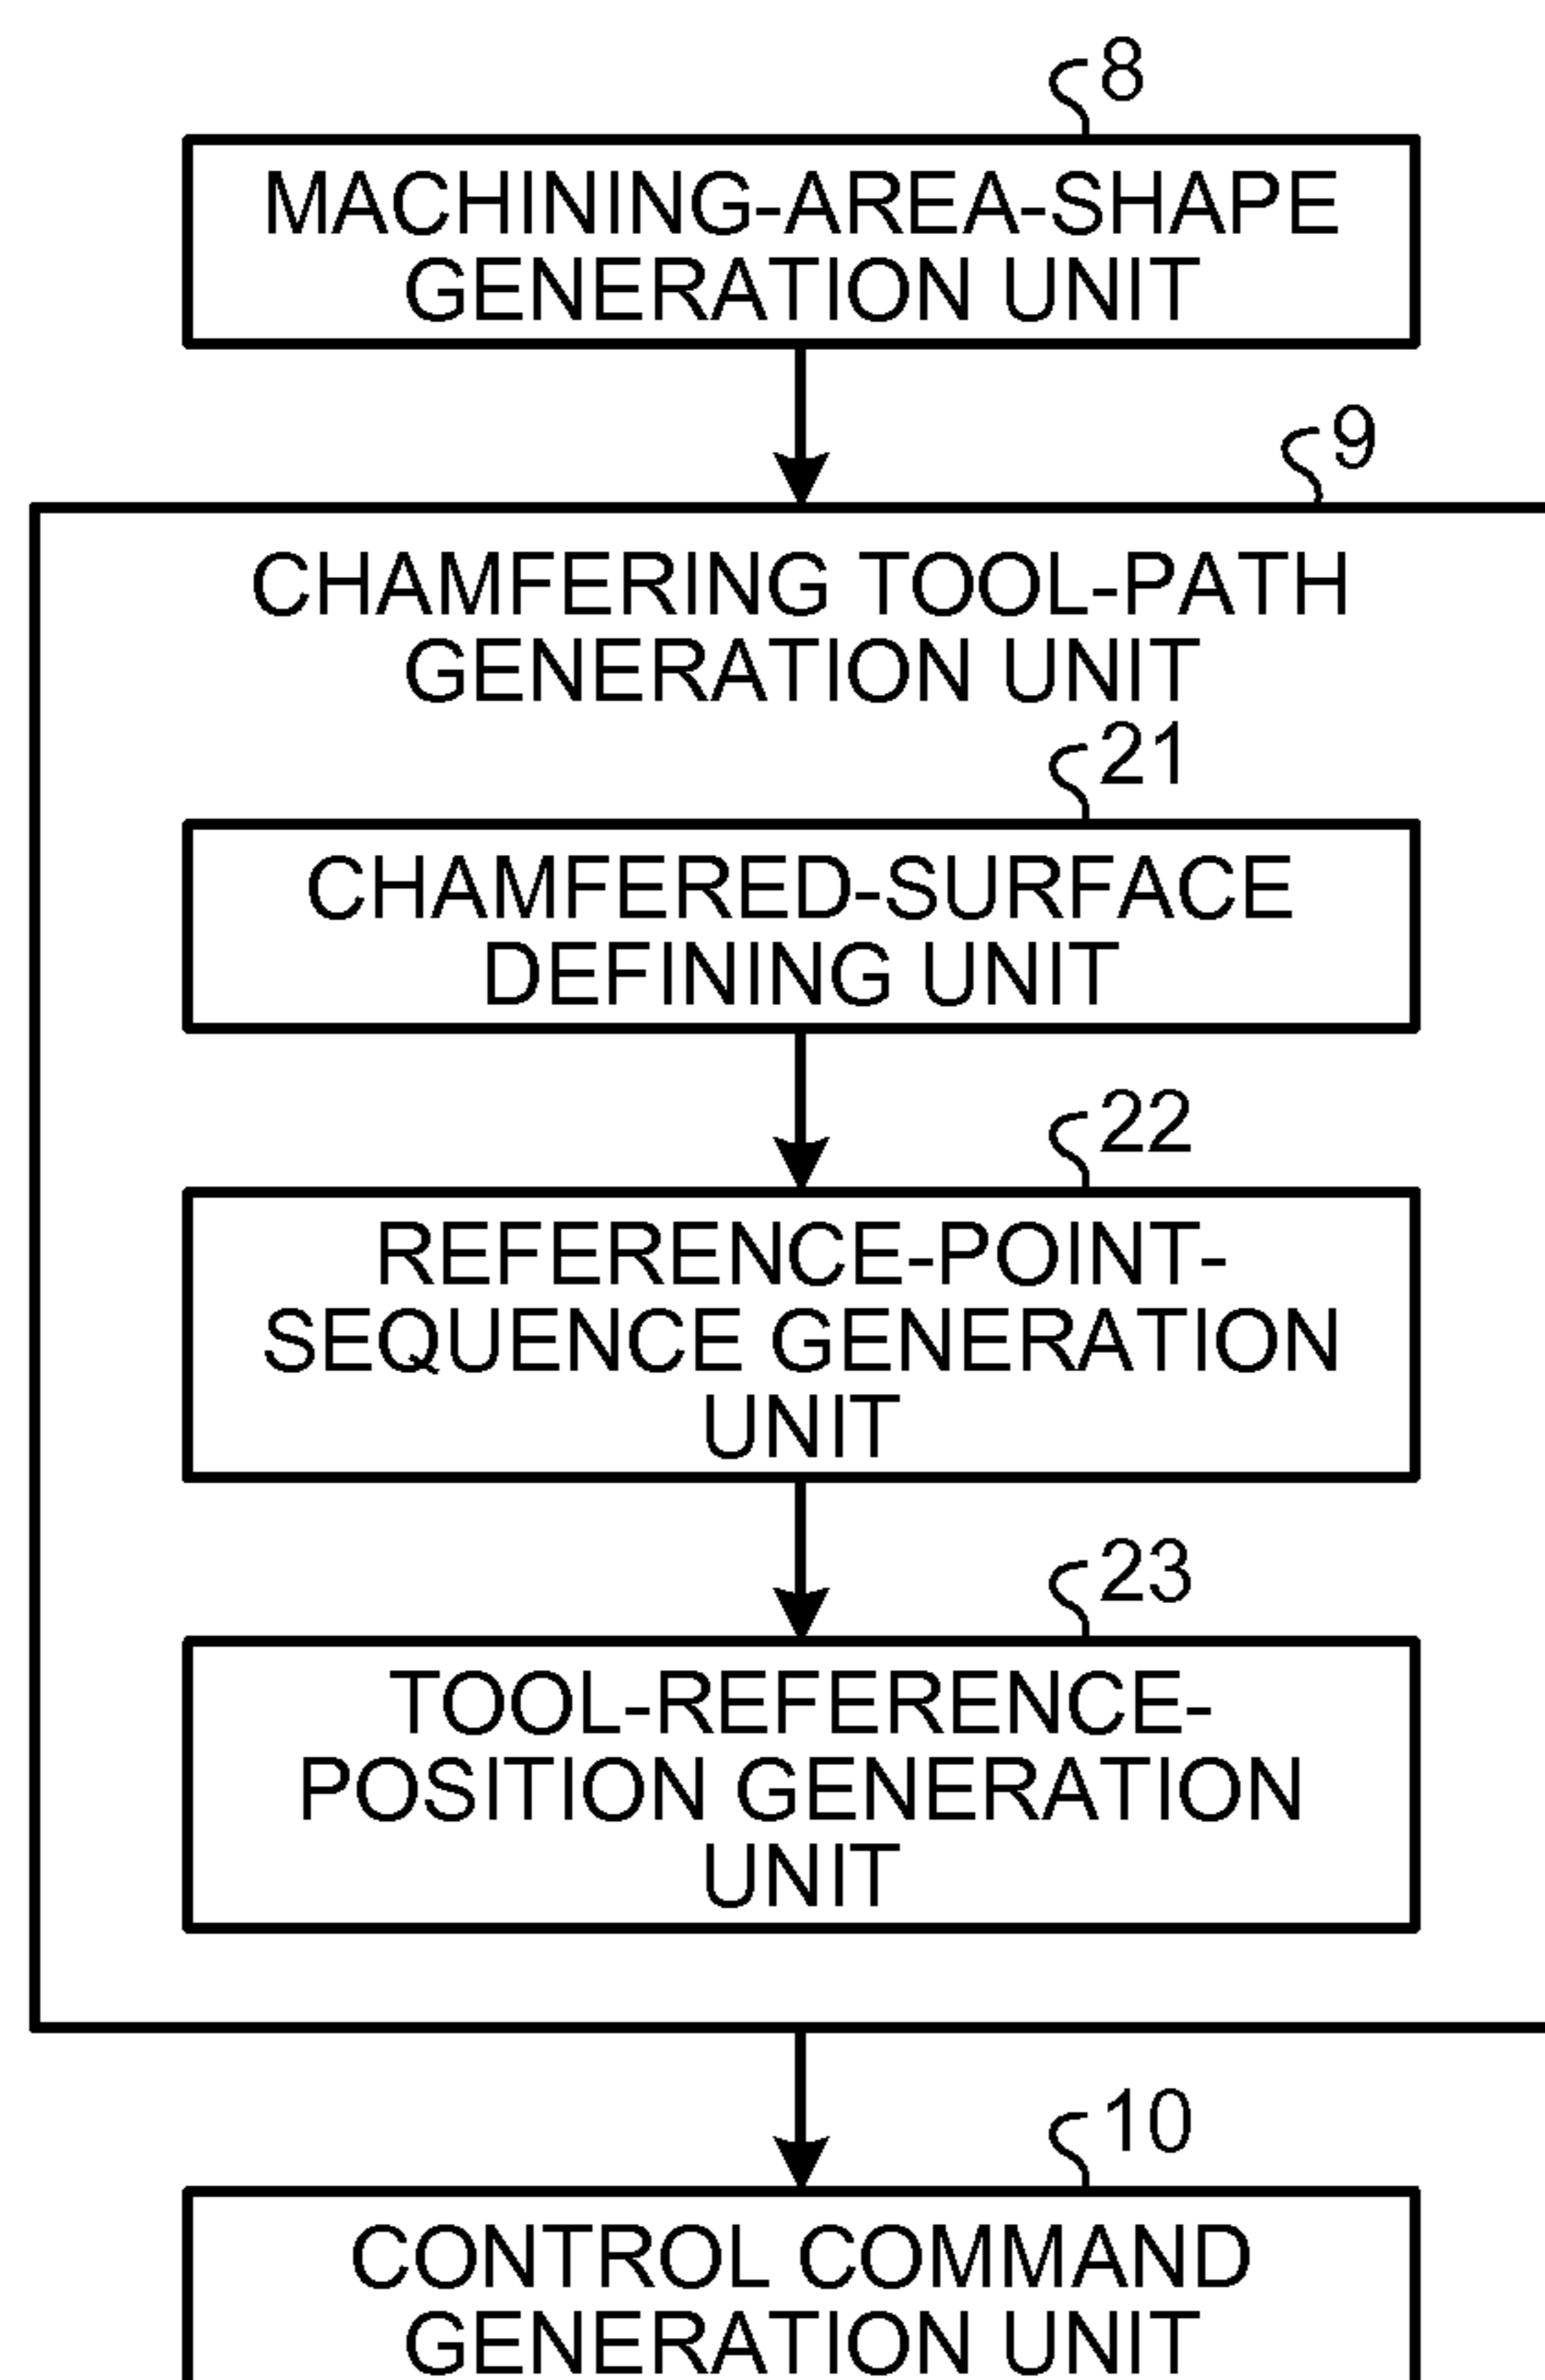 8
MACHINING-AREA-SHAPE
GENERATION UNIT
9
CHAMFERING TOOL-PATH
GENERATION UNIT
21
CHAMFERED-SURFACE
DEFINING UNIT
22
REFERENCE-POINT-
SEQUENCE GENERATION
UNIT
23
TOOL-REFERENCE-
POSITION GENERATION
UNIT
10
CONTROL COMMAND
GENERATION UNIT